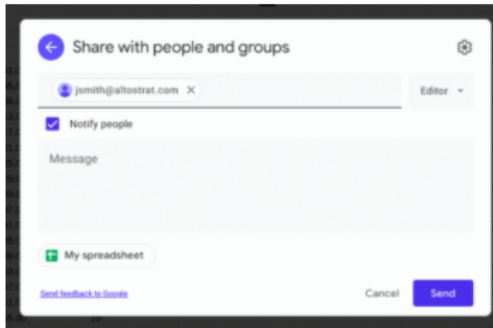 Share with people and groups
jsmith@altostrat.com
Editor
Notify people
Message
My spreadsheet
Send feedback to Google
Cancel
Send